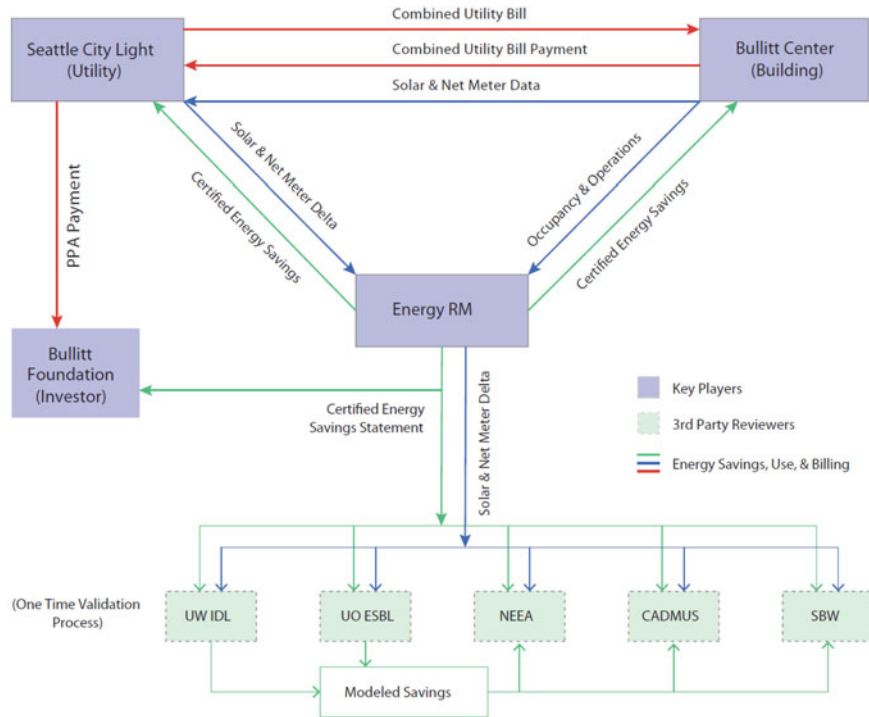 Combined Utility Bill
Seattle City Light
(Utility)
Combined Utility Bill Payment
Bullitt Center
(Building)
Solar & Net Meter Data
PPA Payment
Solar & Net Meter Delta
Certified Energy Savings
Occupancy & Operations
Certified Energy Savings
Energy RM
Bullitt
Foundation
(Investor)
Certified Energy
Savings Statement
Solar & Net Meter Delta
Key Players
3rd Party Reviewers
Energy Savings, Use, & Billing
(One Time Validation
Process)
UW IDL
UO ESBL
NEEA
CADMUS
SBW
Modeled Savings